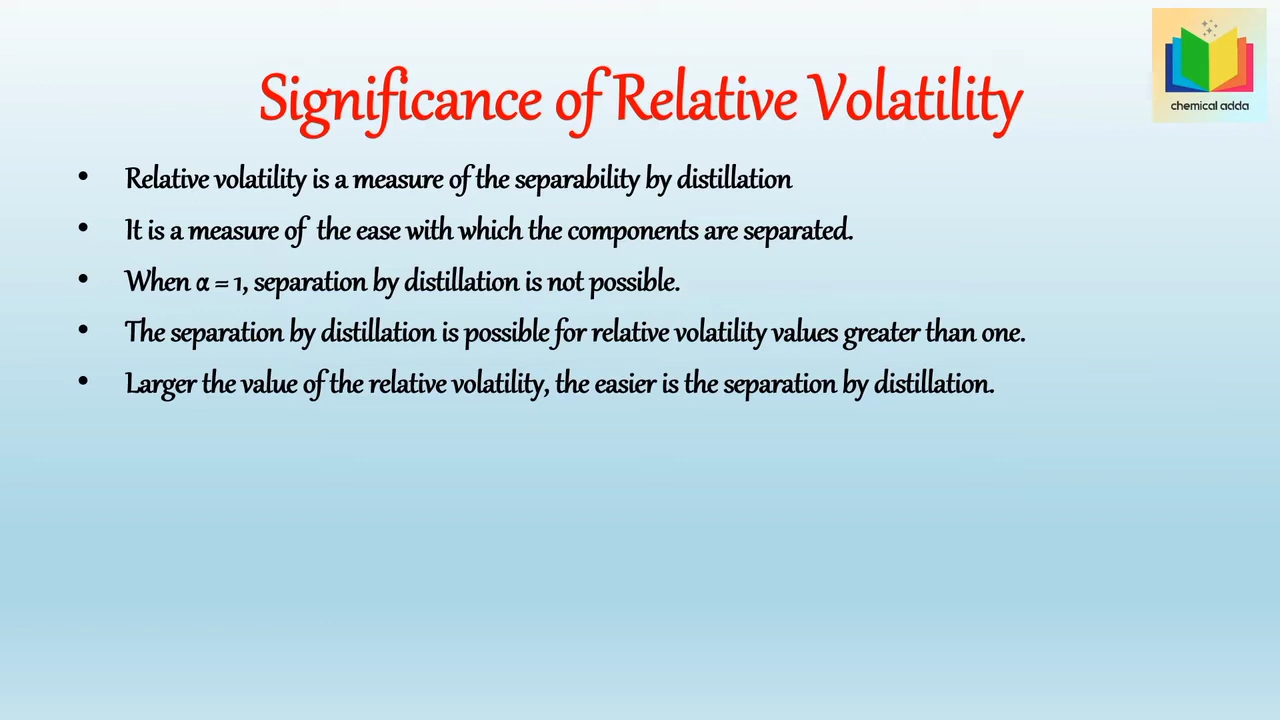 chemical adda
Significance of Relative Volatility
• Relative volatility is a measure of the separability by distillation
• It is a measure of the ease with which the components are separated.
• When α = 1, separation by distillation is not possible.
• The separation by distillation is possible for relative volatility values greater than one.
• Larger the value of the relative volatility, the easier is the separation by distillation.